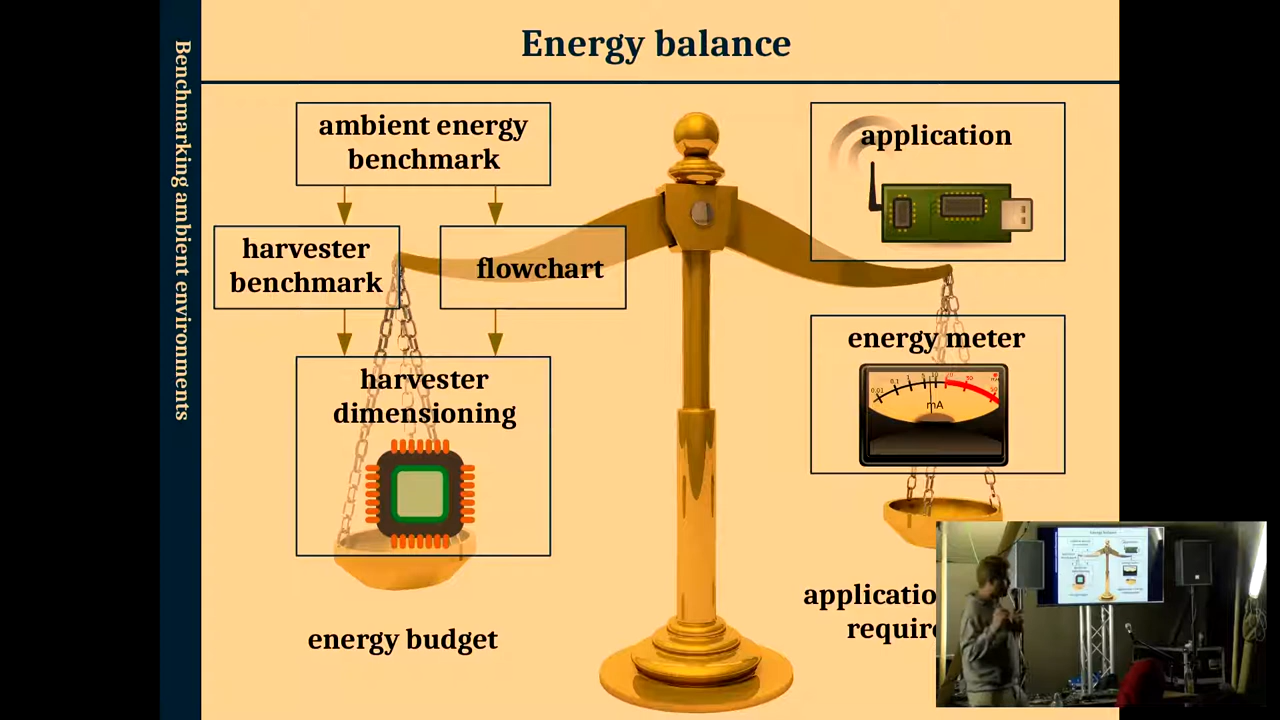 Energy balance
Benchmarking ambient environments
ambient energy
benchmark
harvester
benchmark
flowchart
harvester
dimensioning
energy budget
application
energy meter
mA
applicatio
require